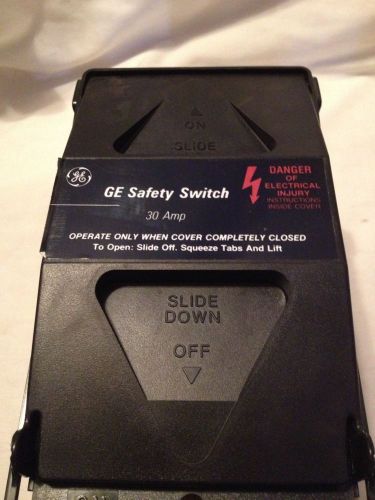 ON
SLIDE
GE
GE Safety Switch
30 Amp
DANGER
OF
ELECTRICAL
INJURY
INSTRUCTIONS
INSIDE COVER
OPERATE ONLY WHEN COVER COMPLETELY CLOSED
To Open: Slide Off. Squeeze Tabs And Lift
SLIDE
DOWN
OFF